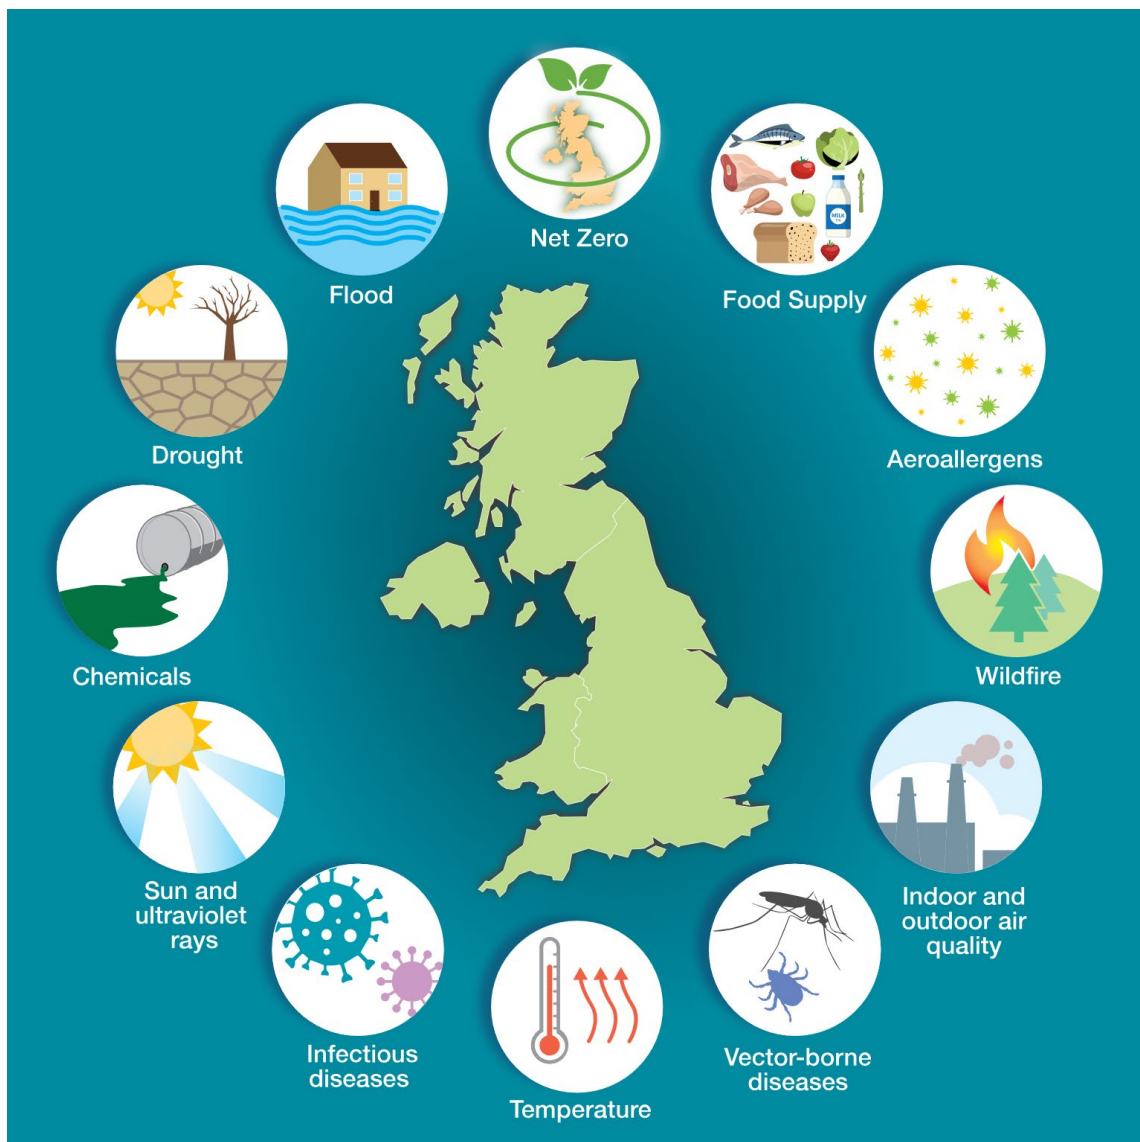 Net Zero
Food Supply
MILK
Aeroallergens
Wildfire
Indoor and
outdoor air
quality
Vector-borne
diseases
Temperature
Infectious
diseases
Sun and
ultraviolet
rays
Chemicals
Drought
Flood